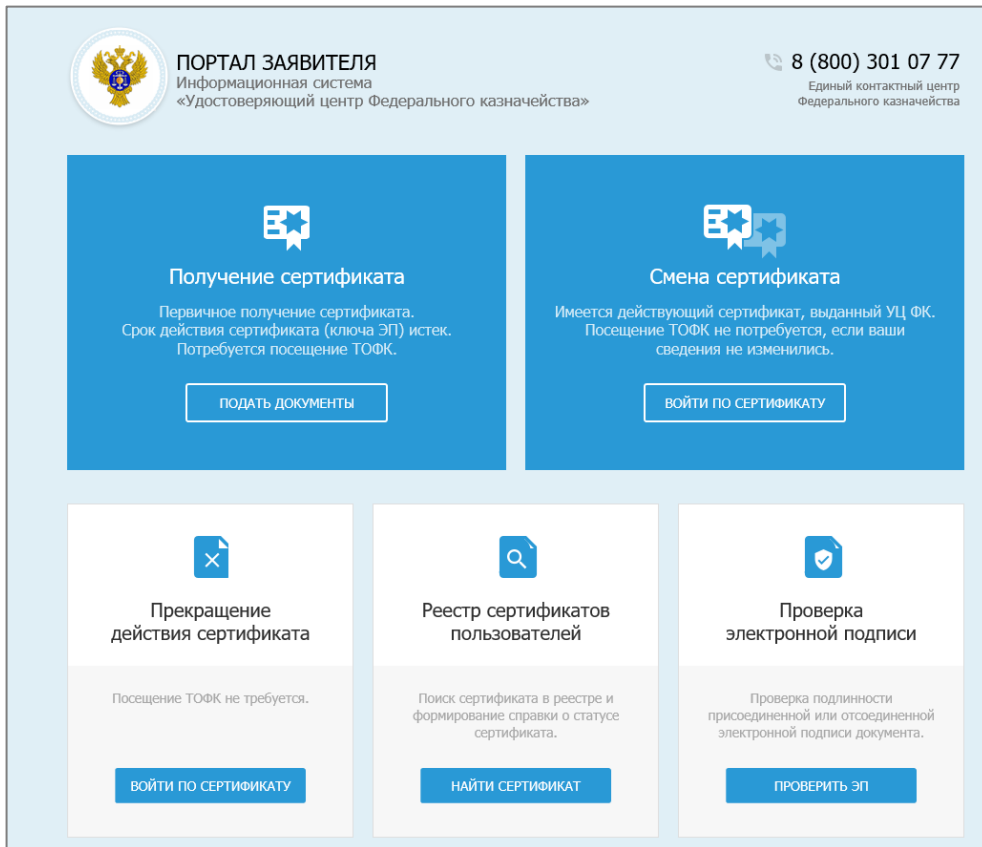 ПОРТАЛ ЗАЯВИТЕЛЯ
Информационная система
«Удостоверяющий центр Федерального казначейства»
8 (800) 301 07 77
Единый контактный центр
Федерального казначейства
Получение сертификата
Первичное получение сертификата.
Срок действия сертификата (ключа ЭП) истек.
Потребуется посещение ТОФК.
ПОДАТЬ ДОКУМЕНТЫ
Смена сертификата
Имеется действующий сертификат, выданный УЦ ФК.
Посещение ТОФК не потребуется, если ваши
сведения не изменились.
ВОЙТИ ПО СЕРТИФИКАТУ
Прекращение
действия сертификата
Посещение ТОФК не требуется.
ВОЙТИ ПО СЕРТИФИКАТУ
Реестр сертификатов
пользователей
Поиск сертификата в реестре и
формирование справки о статусе
сертификата.
НАЙТИ СЕРТИФИКАТ
Проверка
электронной подписи
Проверка подлинности
присоединенной или отсоединенной
электронной подписи документа.
ПРОВЕРИТЬ ЭП